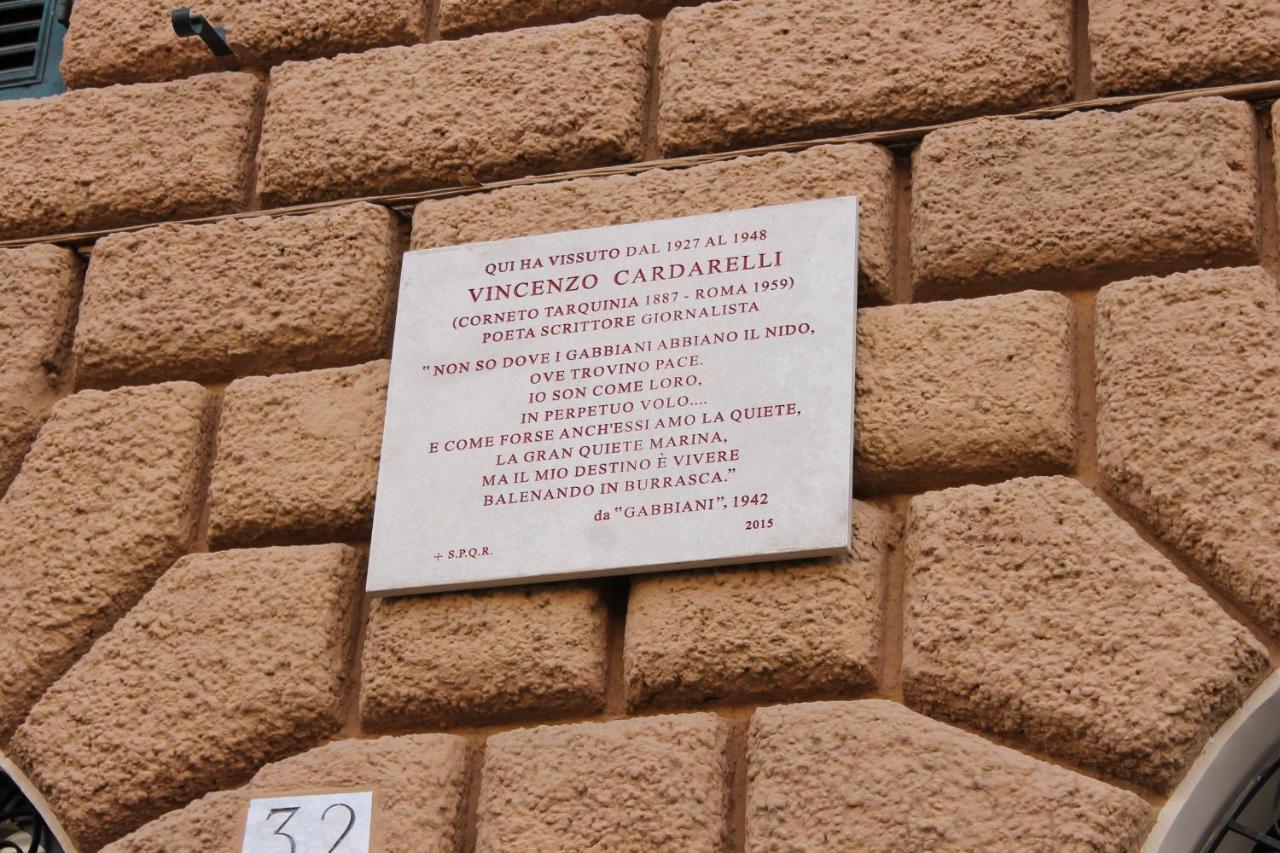 QUI HA VISSUTO DAL 1927 AL 1948
VINCENZO CARDARELLI
(CORNETO TARQUINIA 1887 - ROMA 1959)
POETA SCRITTORE GIORNALISTA
"NON SO DOVE I GABBIANI ABBIANO IL NIDO,
OVE TROVINO PACE.
IO SON COME LORO,
IN PERPETUO VOLO....
E COME FORSE ANCH'ESSI AMO LA QUIETE,
LA GRAN QUIETE MARINA,
MA IL MIO DESTINO È VIVERE
BALENANDO IN BURRASCA."
da "GABBIANI", 1942
2015
+ S.P.Q.R.
32